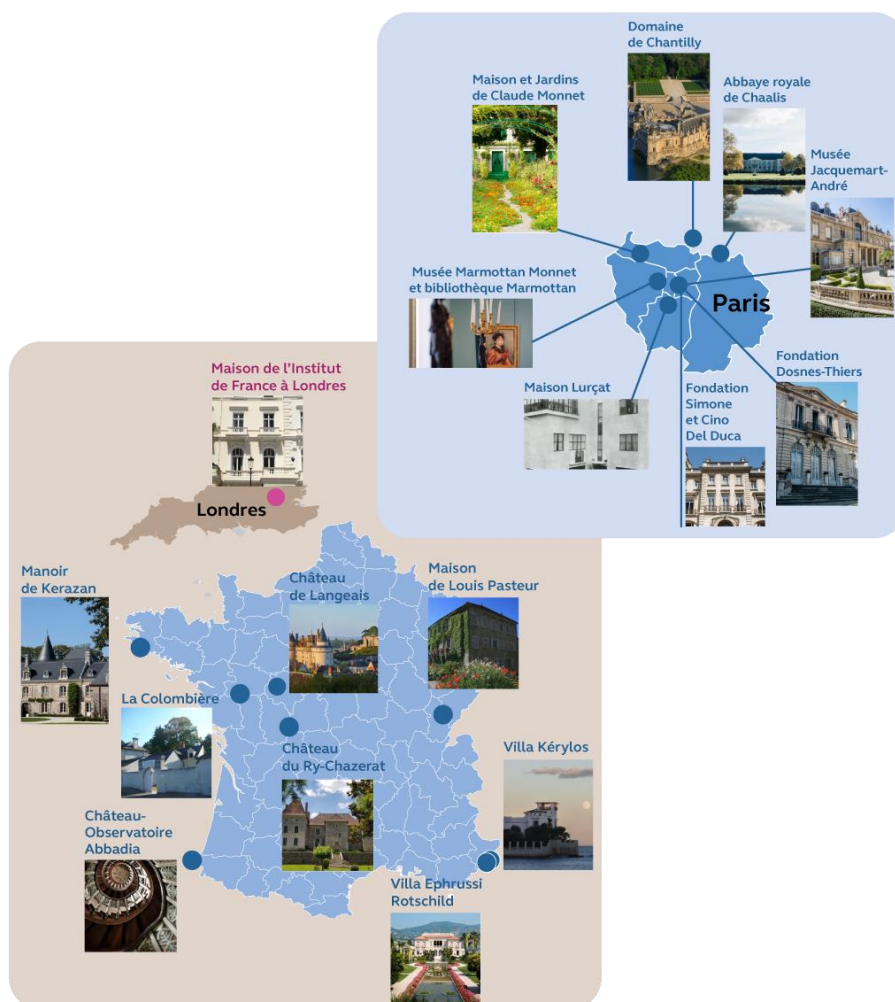 Domaine
de Chantilly
Maison et Jardins
de Claude Monnet
Abbaye royale
de Chaalis
Musée
Jacquemart-
André
Musée Marmottan Monnet
et bibliothèque Marmottan
Paris
Maison Lurçat
Fondation
Simone
et Cino
Del Duca
Fondation
Dosnes-Thiers
Maison de l'Institut
de France à Londres
Londres
Manoir
de Kerazan
Château
de Langeais
Maison
de Louis Pasteur
La Colombière
Château
du Ry-Chazerat
Villa Kérylos
Château-
Observatoire
Abbadia
Villa Ephrussi
Rotschild